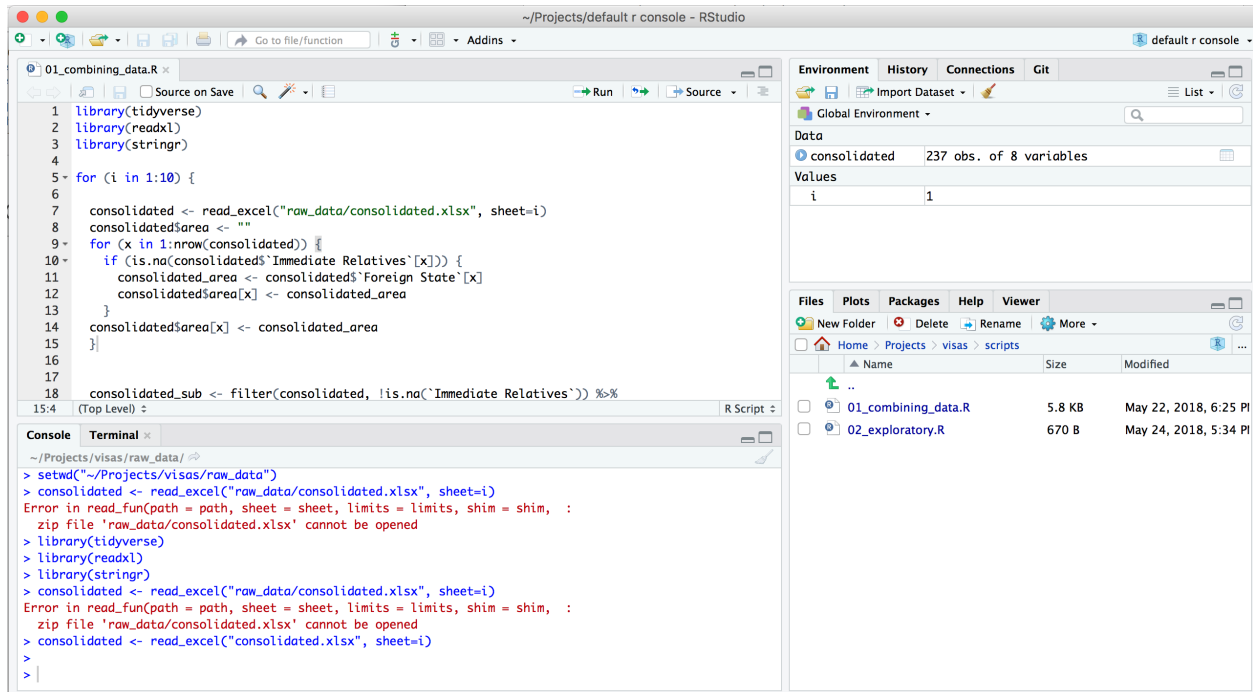 ~/Projects/default r console - RStudio
Go to file/function
Addins
default r console
01_combining_data.R
Source on Save
Run
Source
1 library(tidyverse)
2 library(readxl)
3 library(stringr)
4
5 for (i in 1:10) {
6
7 consolidated <- read_excel("raw_data/consolidated.xlsx", sheet=i)
8 consolidated$area <- ""
9 for (x in 1:nrow(consolidated)) {
10 if (is.na(consolidated$`Immediate Relatives`[x])) {
11 consolidated_area <- consolidated$`Foreign State`[x]
12 consolidated$area[x] <- consolidated_area
13 }
14 consolidated$area[x] <- consolidated_area
15 }
16
17
18 consolidated_sub <- filter(consolidated, !is.na(`Immediate Relatives`)) %>%
15:4 (Top Level) R Script
Console Terminal
~/Projects/visas/raw_data/
> setwd("~/Projects/visas/raw_data")
> consolidated <- read_excel("raw_data/consolidated.xlsx", sheet=i)
Error in read_fun(path = path, sheet = sheet, limits = limits, shim = shim, :
zip file 'raw_data/consolidated.xlsx' cannot be opened
> library(tidyverse)
> library(readxl)
> library(stringr)
> consolidated <- read_excel("raw_data/consolidated.xlsx", sheet=i)
Error in read_fun(path = path, sheet = sheet, limits = limits, shim = shim, :
zip file 'raw_data/consolidated.xlsx' cannot be opened
> consolidated <- read_excel("consolidated.xlsx", sheet=i)
>
>
Environment History Connections Git
Import Dataset List
Global Environment
Data
consolidated 237 obs. of 8 variables
Values
i 1
Files Plots Packages Help Viewer
New Folder Delete Rename More
Home > Projects > visas > scripts ...
Name Size Modified
..
01_combining_data.R 5.8 KB May 22, 2018, 6:25 PM
02_exploratory.R 670 B May 24, 2018, 5:34 PM